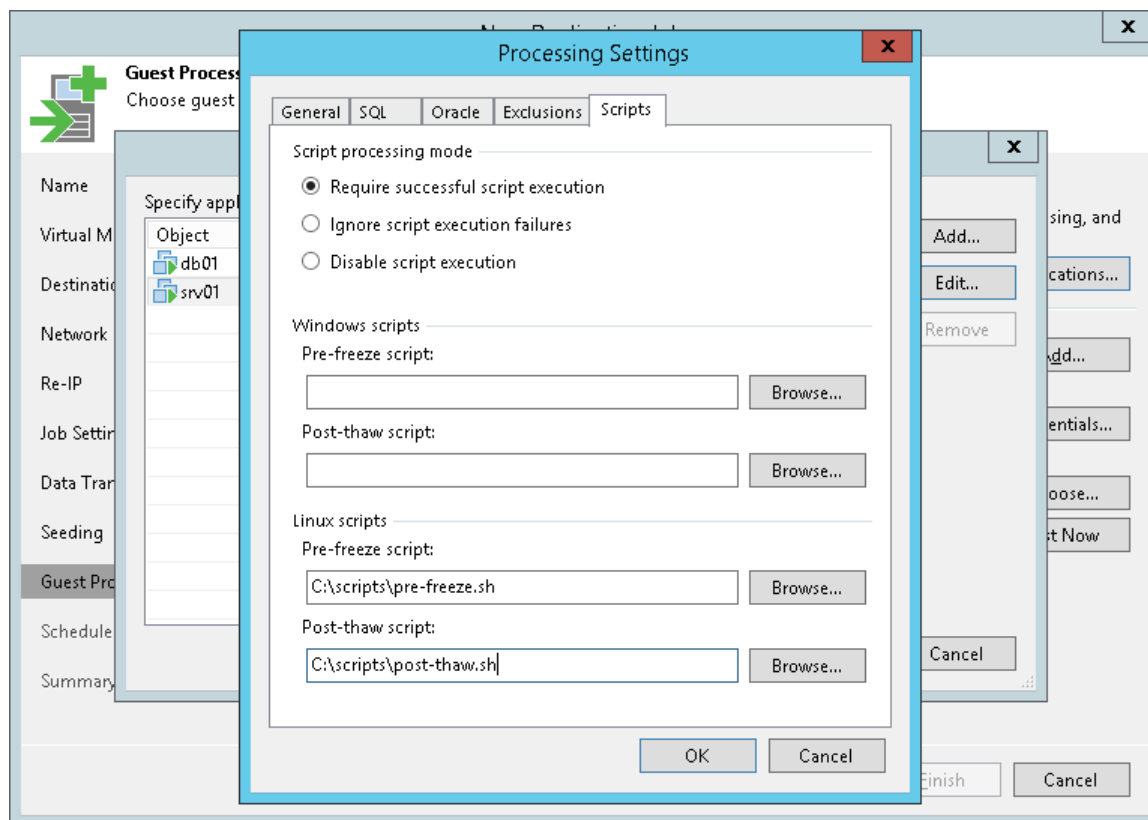 Processing Settings
Guest Process
Choose guest
General
SQL
Oracle
Exclusions
Scripts
Script processing mode
Require successful script execution
Ignore script execution failures
Disable script execution
Windows scripts
Pre-freeze script:
Browse...
Post-thaw script:
Browse...
Linux scripts
Pre-freeze script:
C:\scripts\pre-freeze.sh
Browse...
Post-thaw script:
C:\scripts\post-thaw.sh
Browse...
OK
Cancel
Name
Virtual M
Destinatio
Network
Re-IP
Job Settin
Data Tran
Seeding
Guest Pro
Schedule
Summary
Specify appl
Object
db01
srv01
Add...
Edit...
Remove
Cancel
sing, and
cations...
Add...
entials...
oose...
st Now
Finish
Cancel